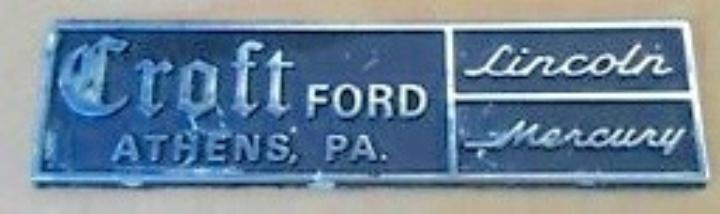 Croft FORD
ATHENS, PA.
Lincoln
Mercury